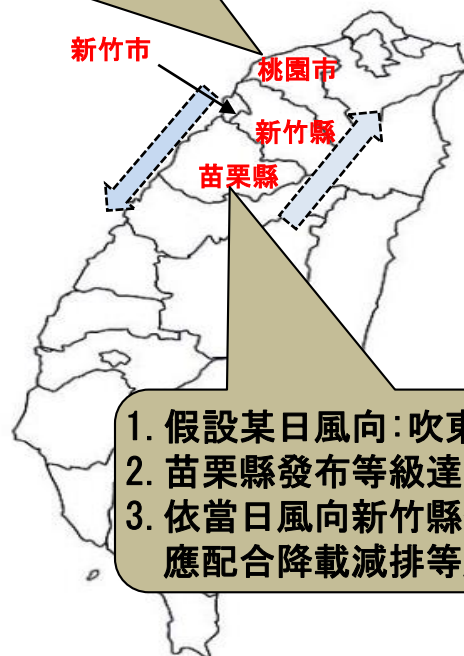 新竹市
桃園市
新竹縣
苗栗縣
1. 假設某日風向：吹東
2. 苗栗縣發布等級達
3. 依當日風向新竹縣
應配合降載減排等